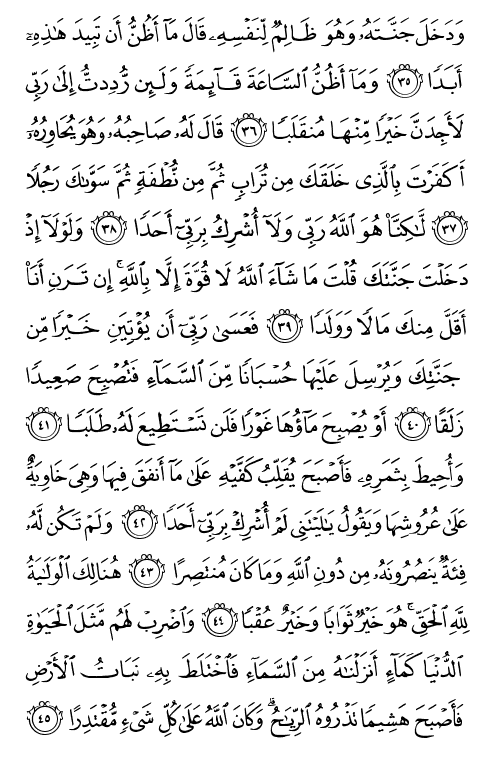 وَدَخَلَ جَنَّتَهُۥ وَهُوَ ظَالِمٌ لِّنَفْسِهِۦ قَالَ مَآ أَظُنُّ أَن تَبِيدَ هَٰذِهِۦٓ
أَبَدًا ٣٥ وَمَآ أَظُنُّ ٱلسَّاعَةَ قَآئِمَةً وَلَئِن رُّدِدتُّ إِلَىٰ رَبِّى
لَأَجِدَنَّ خَيْرًا مِّنْهَا مُنقَلَبًا ٣٦ قَالَ لَهُۥ صَاحِبُهُۥ وَهُوَ يُحَاوِرُهُۥٓ
أَكَفَرْتَ بِٱلَّذِى خَلَقَكَ مِن تُرَابٍ ثُمَّ مِن نُّطْفَةٍ ثُمَّ سَوَّىٰكَ رَجُلًا
٣٧ لَّٰكِنَّا۠ هُوَ ٱللَّهُ رَبِّى وَلَآ أُشْرِكُ بِرَبِّىٓ أَحَدًا ٣٨ وَلَوْلَآ إِذْ
دَخَلْتَ جَنَّتَكَ قُلْتَ مَا شَآءَ ٱللَّهُ لَا قُوَّةَ إِلَّا بِٱللَّهِ ۚ إِن تَرَنِ أَنَا۠
أَقَلَّ مِنكَ مَالًا وَوَلَدًا ٣٩ فَعَسَىٰ رَبِّىٓ أَن يُؤْتِيَنِ خَيْرًا مِّن
جَنَّتِكَ وَيُرْسِلَ عَلَيْهَا حُسْبَانًا مِّنَ ٱلسَّمَآءِ فَتُصْبِحَ صَعِيدًا
زَلَقًا ٤٠ أَوْ يُصْبِحَ مَآؤُهَا غَوْرًا فَلَن تَسْتَطِيعَ لَهُۥ طَلَبًا ٤١
وَأُحِيطَ بِثَمَرِهِۦ فَأَصْبَحَ يُقَلِّبُ كَفَّيْهِ عَلَىٰ مَآ أَنفَقَ فِيهَا وَهِىَ خَاوِيَةٌ
عَلَىٰ عُرُوشِهَا وَيَقُولُ يَٰلَيْتَنِى لَمْ أُشْرِكْ بِرَبِّىٓ أَحَدًا ٤٢ وَلَمْ تَكُن لَّهُۥ
فِئَةٌ يَنصُرُونَهُۥ مِن دُونِ ٱللَّهِ وَمَا كَانَ مُنتَصِرًا ٤٣ هُنَالِكَ ٱلْوَلَٰيَةُ
لِلَّهِ ٱلْحَقِّ ۚ هُوَ خَيْرٌ ثَوَابًا وَخَيْرٌ عُقْبًا ٤٤ وَٱضْرِبْ لَهُم مَّثَلَ ٱلْحَيَوٰةِ
ٱلدُّنْيَا كَمَآءٍ أَنزَلْنَٰهُ مِنَ ٱلسَّمَآءِ فَٱخْتَلَطَ بِهِۦ نَبَاتُ ٱلْأَرْضِ
فَأَصْبَحَ هَشِيمًا تَذْرُوهُ ٱلرِّيَٰحُ ۗ وَكَانَ ٱللَّهُ عَلَىٰ كُلِّ شَىْءٍ مُّقْتَدِرًا ٤٥